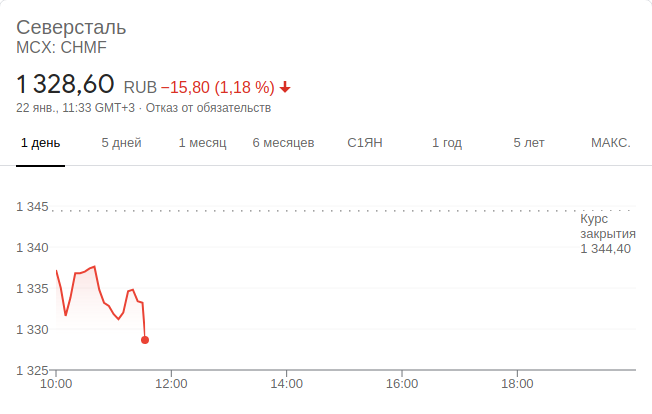 Северсталь
MCX: CHMF
1 328,60 RUB −15,80 (1,18 %)
22 янв., 11:33 GMT+3 · Отказ от обязательств
1 день 5 дней 1 месяц 6 месяцев С1ЯН 1 год 5 лет МАКС.
1 345
Курс
закрытия
1 344,40
1 340
1 335
1 330
1 325
10:00 12:00 14:00 16:00 18:00